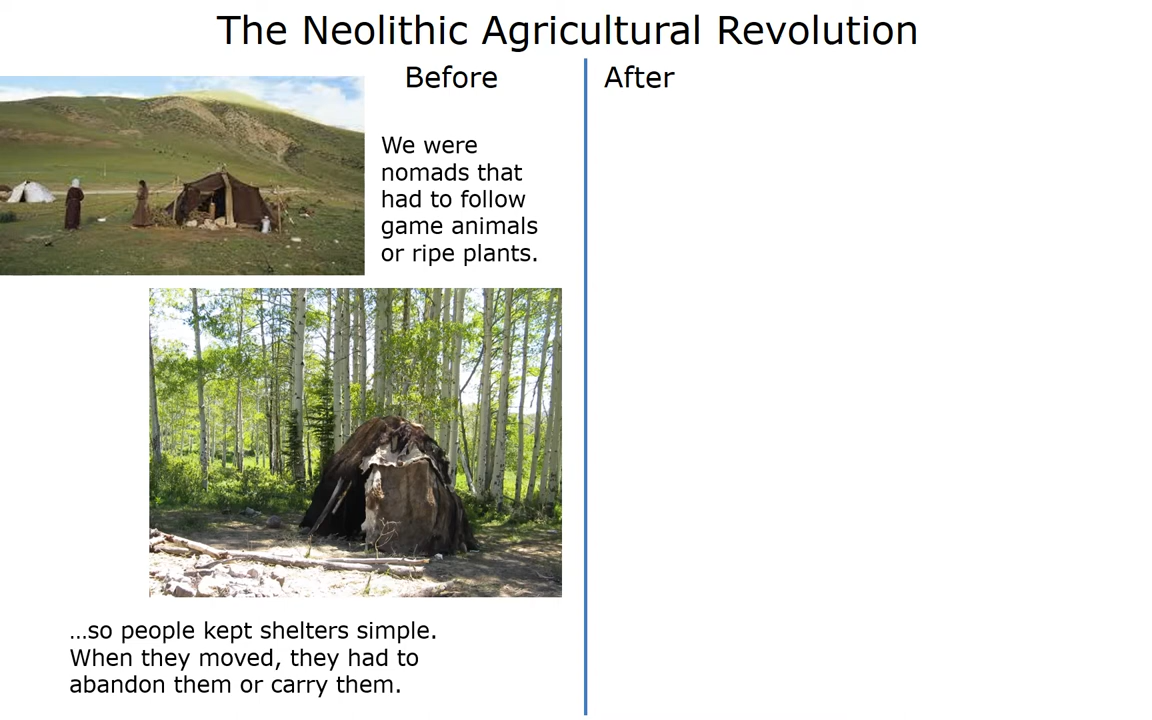 The Neolithic Agricultural Revolution
Before
After
We were
nomads that
had to follow
game animals
or ripe plants.
…so people kept shelters simple.
When they moved, they had to
abandon them or carry them.